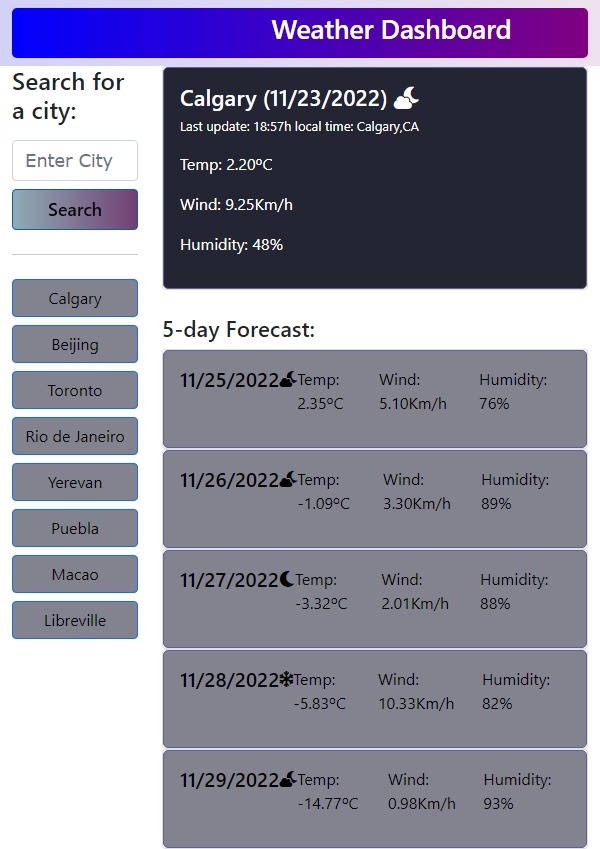 Weather Dashboard
Search for
a city:
Enter City
Search
Calgary
Beijing
Toronto
Rio de Janeiro
Yerevan
Puebla
Macao
Libreville
Calgary (11/23/2022)
Last update: 18:57h local time: Calgary,CA
Temp: 2.20ºC
Wind: 9.25Km/h
Humidity: 48%
5-day Forecast:
11/25/2022 Temp: Wind: Humidity:
2.35ºC 5.10Km/h 76%
11/26/2022 Temp: Wind: Humidity:
-1.09ºC 3.30Km/h 89%
11/27/2022 Temp: Wind: Humidity:
-3.32ºC 2.01Km/h 88%
11/28/2022 Temp: Wind: Humidity:
-5.83ºC 10.33Km/h 82%
11/29/2022 Temp: Wind: Humidity:
-14.77ºC 0.98Km/h 93%